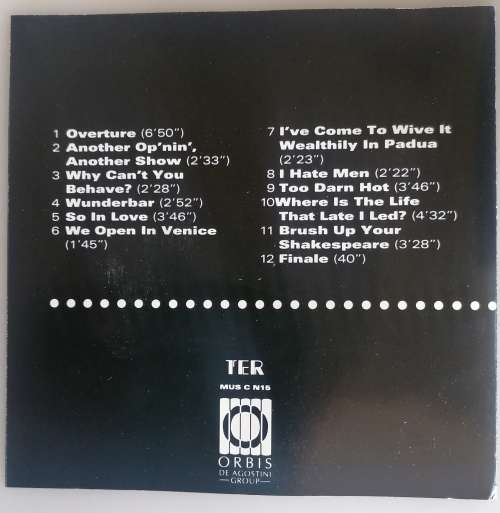 1 Overture (6'50")
2 Another Op'nin',
Another Show (2'33")
3 Why Can't You
Behave? (2'28")
4 Wunderbar (2'52")
5 So In Love (3'46")
6 We Open In Venice
(1'45")
7 I've Come To Wive It
Wealthily In Padua
(2'23")
8 I Hate Men (2'22")
9 Too Darn Hot (3'46")
10 Where Is The Life
That Late I Led? (4'32")
11 Brush Up Your
Shakespeare (3'28")
12 Finale (40")
TER
MUS C N15
ORBIS
DE AGOSTINI
GROUP